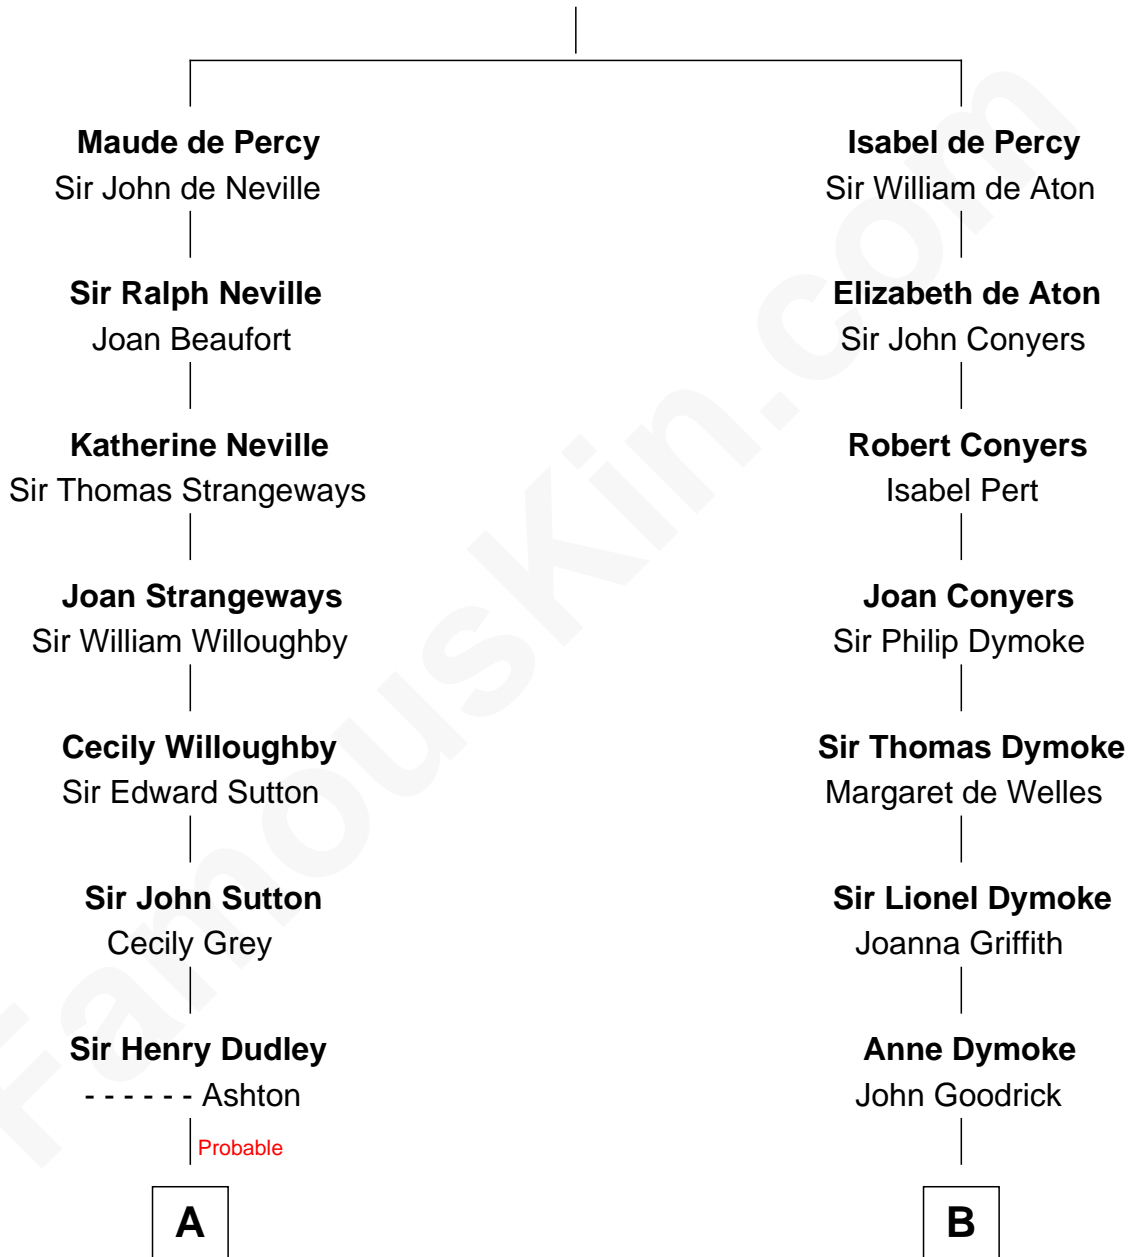 Maude de Percy
Sir John de Neville
Isabel de Percy
Sir William de Aton
Sir Ralph Neville
Joan Beaufort
Elizabeth de Aton
Sir John Conyers
Katherine Neville
Sir Thomas Strangeways
Robert Conyers
Isabel Pert
Joan Strangeways
Sir William Willoughby
Joan Conyers
Sir Philip Dymoke
Cecily Willoughby
Sir Edward Sutton
Sir Thomas Dymoke
Margaret de Welles
Sir John Sutton
Cecily Grey
Sir Lionel Dymoke
Joanna Griffith
Sir Henry Dudley
- - - - - - Ashton
Anne Dymoke
John Goodrick
Probable
A
B
FamousKin.com